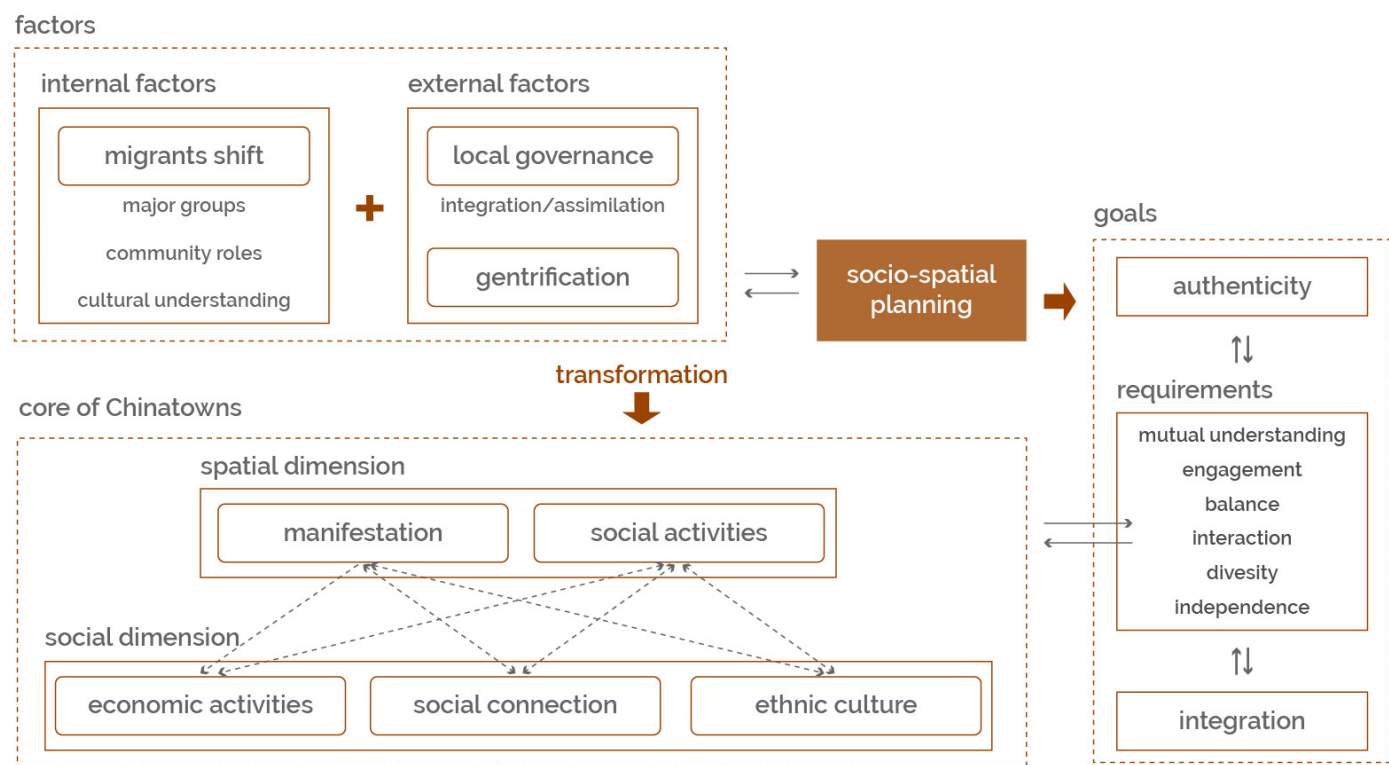 factors
internal factors
migrants shift
major groups
community roles
cultural understanding
+
external factors
local governance
integration/assimilation
gentrification
socio-spatial
planning
transformation
core of Chinatowns
spatial dimension
manifestation
social activities
social dimension
economic activities
social connection
ethnic culture
goals
authenticity
requirements
mutual understanding
engagement
balance
interaction
divesity
independence
integration